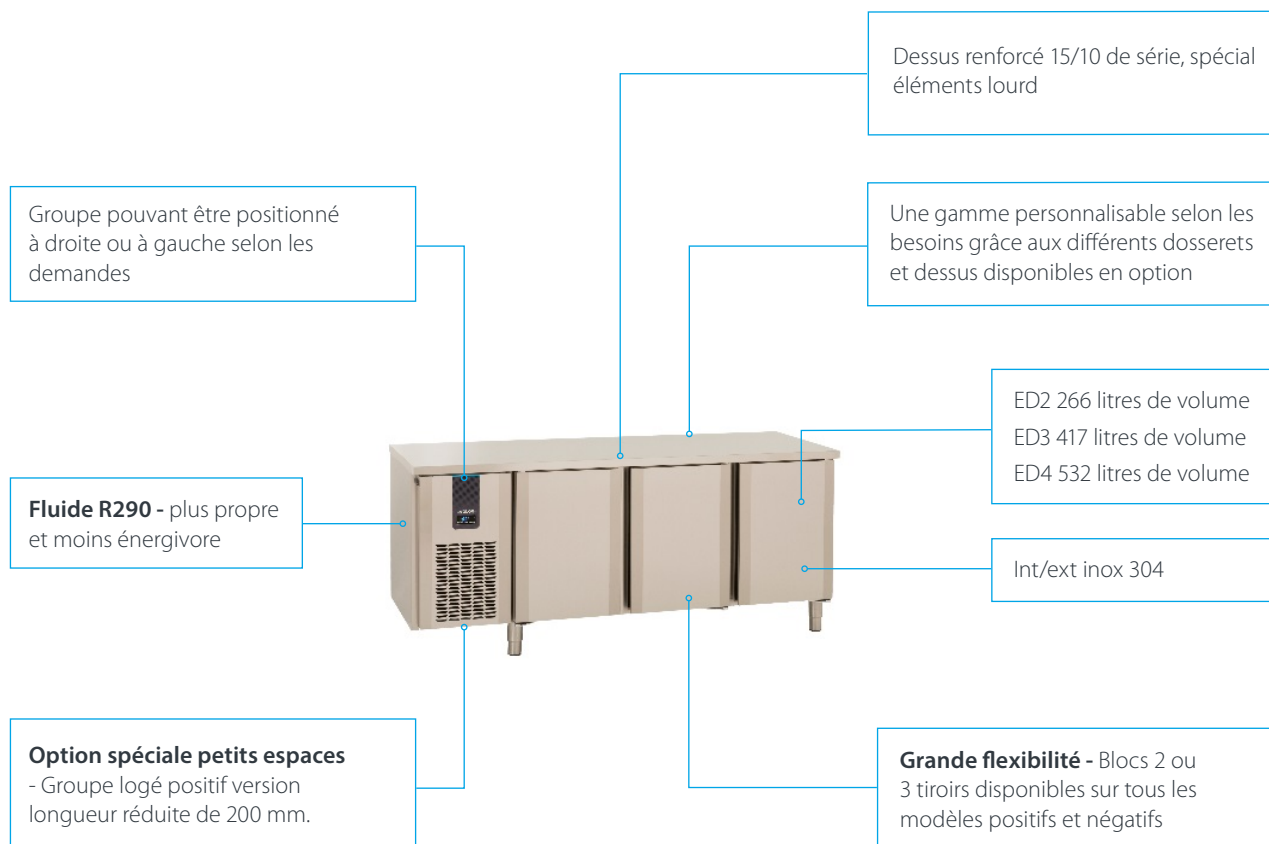 Dessus renforcé 15/10 de série, spécial
éléments lourd
Groupe pouvant être positionné
à droite ou à gauche selon les
demandes
Une gamme personnalisable selon les
besoins grâce aux différents dosserets
et dessus disponibles en option
ED2 266 litres de volume
ED3 417 litres de volume
ED4 532 litres de volume
Fluide R290 - plus propre
et moins énergivore
Int/ext inox 304
Option spéciale petits espaces
- Groupe logé positif version
longueur réduite de 200 mm.
Grande flexibilité - Blocs 2 ou
3 tiroirs disponibles sur tous les
modèles positifs et négatifs